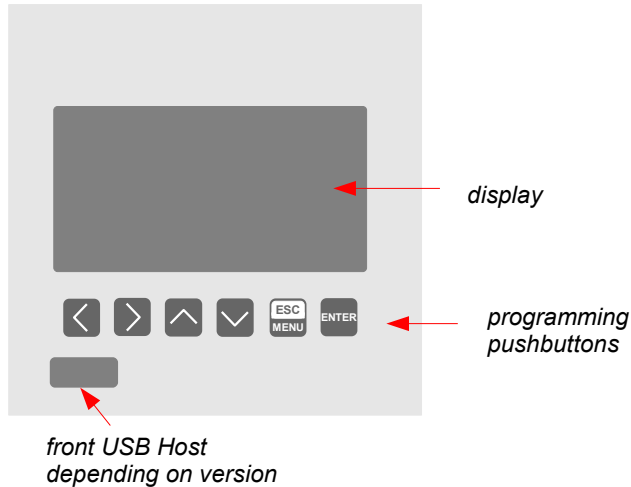 display
ESC
MENU
ENTER
programming
pushbuttons
front USB Host
depending on version